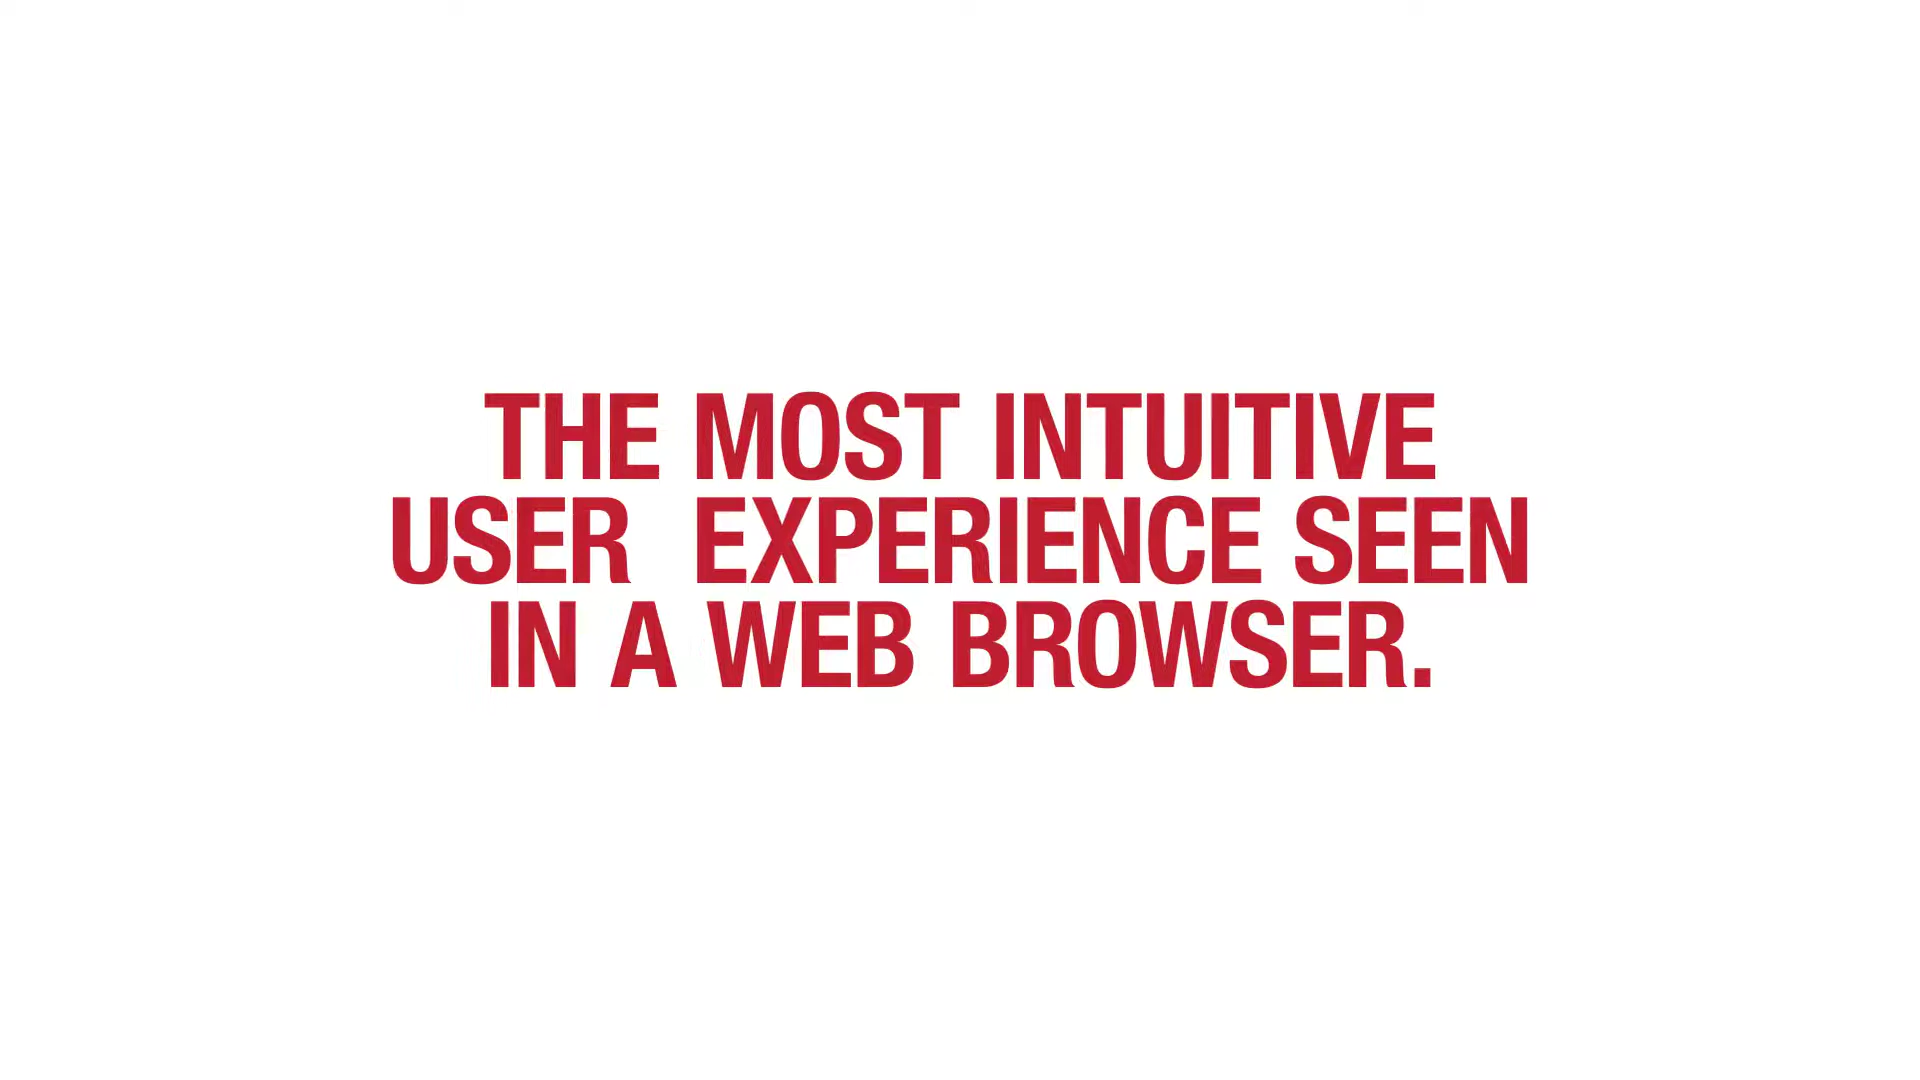 THE MOST INTUITIVE
USER  EXPERIENCE SEEN
IN A WEB BROWSER.